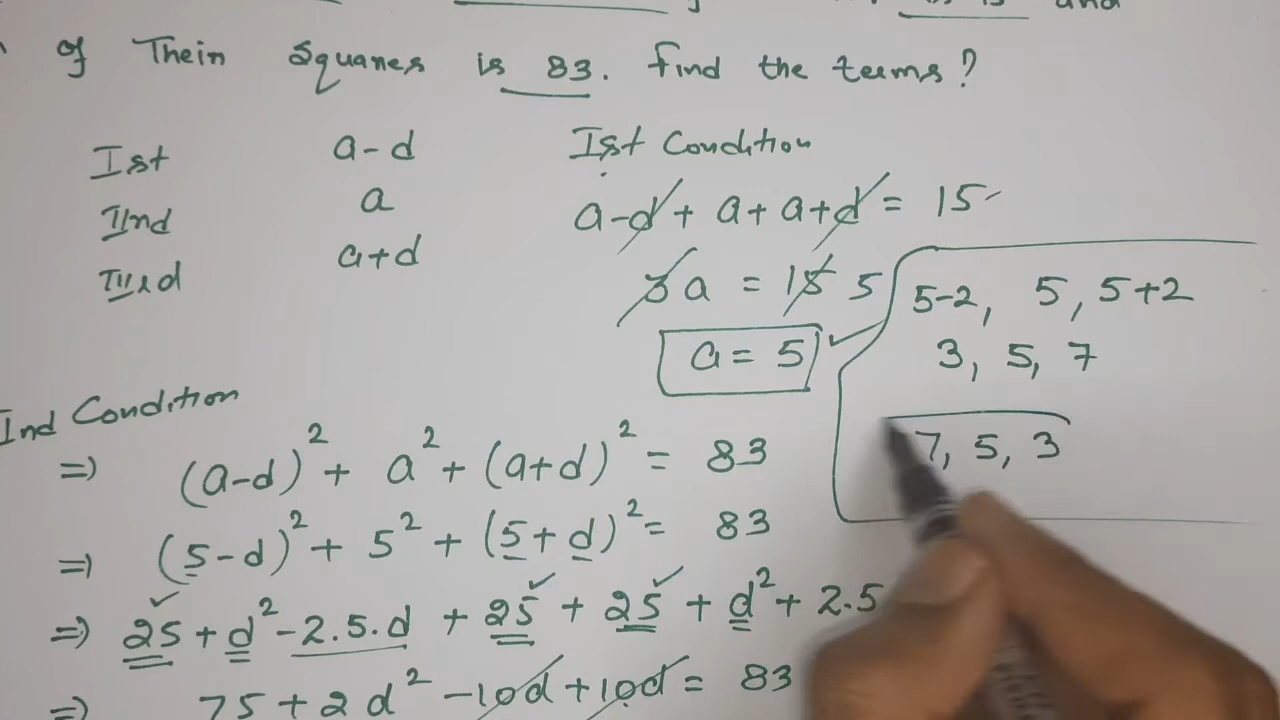 and
of Their Squares is 83. Find the terms?
Ist a-d
IInd a
IIIrd a+d
Ist Condition
a-d + a + a+d = 15
3a = 15 5
a = 5
5-2, 5, 5+2
3, 5, 7
7, 5, 3
IInd Condition
=> (a-d)² + a² + (a+d)² = 83
=> (5-d)² + 5² + (5+d)² = 83
=> 25 + d² - 2.5.d + 25 + 25 + d² + 2.5
=> 75 + 2d² - 10d + 10d = 83